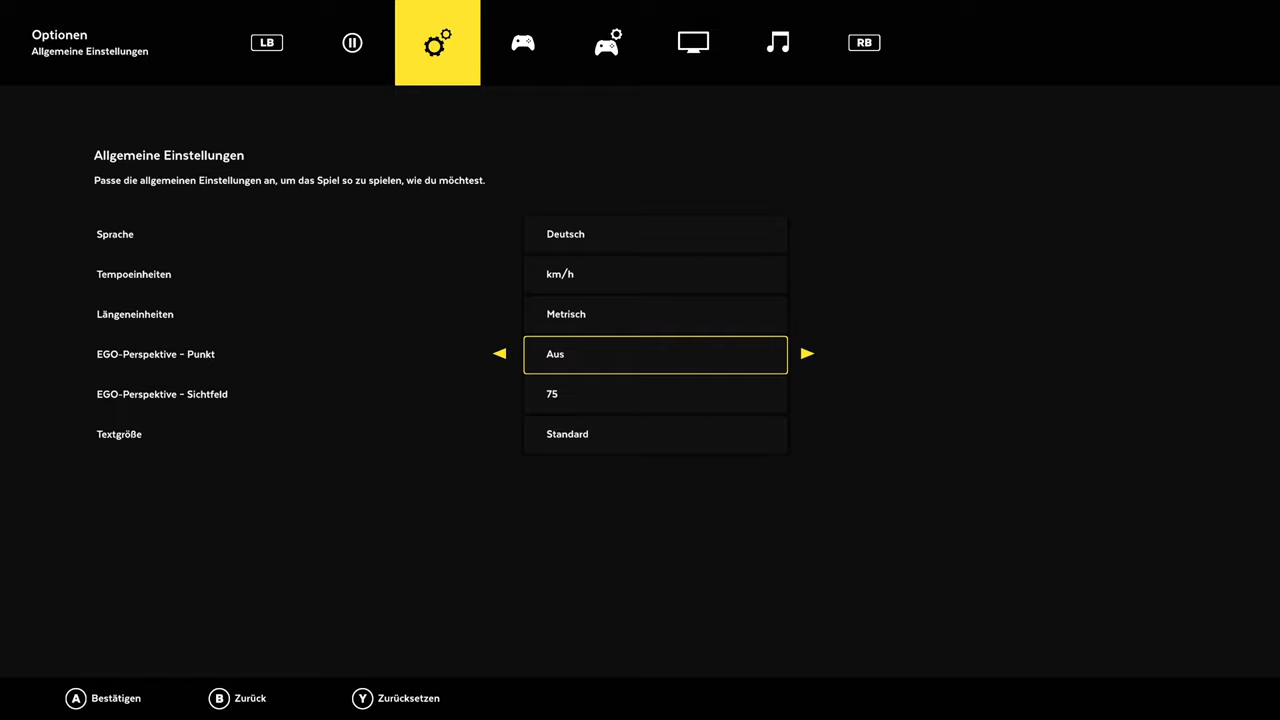 Optionen
Allgemeine Einstellungen
LB
RB
Allgemeine Einstellungen
Passe die allgemeinen Einstellungen an, um das Spiel so zu spielen, wie du möchtest.
Sprache Deutsch
Tempoeinheiten km/h
Längeneinheiten Metrisch
EGO-Perspektive - Punkt Aus
EGO-Perspektive - Sichtfeld 75
Textgröße Standard
A Bestätigen B Zurück Y Zurücksetzen